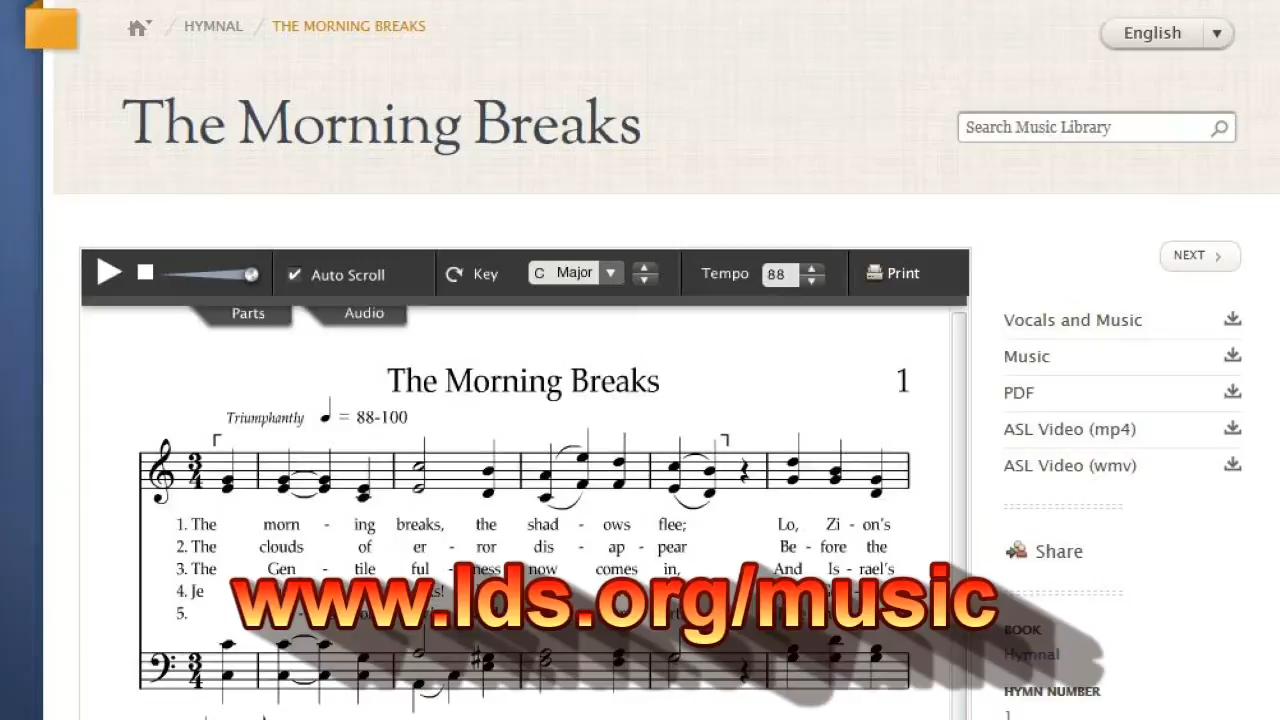 HYMNAL / THE MORNING BREAKS
English
The Morning Breaks
Search Music Library
NEXT
Auto Scroll Key C Major Tempo 88 Print
Parts Audio
Vocals and Music
Music
PDF
ASL Video (mp4)
ASL Video (wmv)
Share
BOOK
Hymnal
HYMN NUMBER
1
The Morning Breaks 1
Triumphantly ♩ = 88-100
3/4
1. The morn - ing breaks, the shad - ows flee; Lo, Zi - on's
2. The clouds of er - ror dis - ap - pear Be - fore the
3. The Gen - tile ful - ness now comes in, And Is - rael's
4. Je
5.
3/4
www.lds.org/music